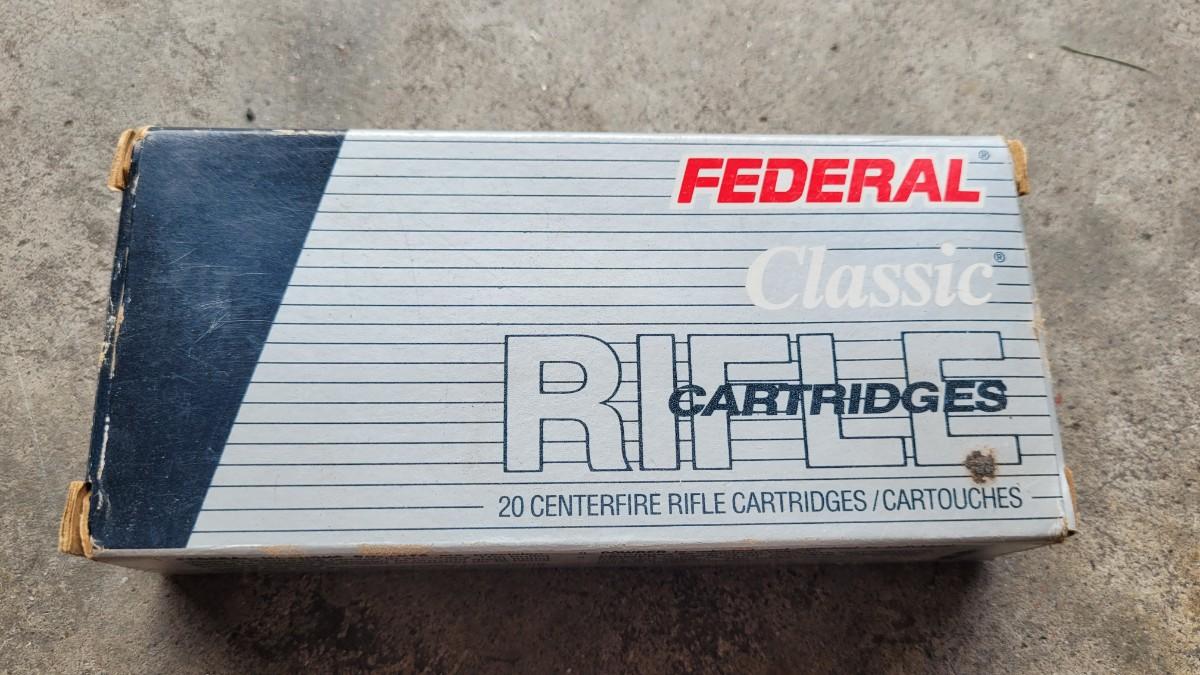 FEDERAL®
Classic®
RIFLE
CARTRIDGES
20 CENTERFIRE RIFLE CARTRIDGES/CARTOUCHES